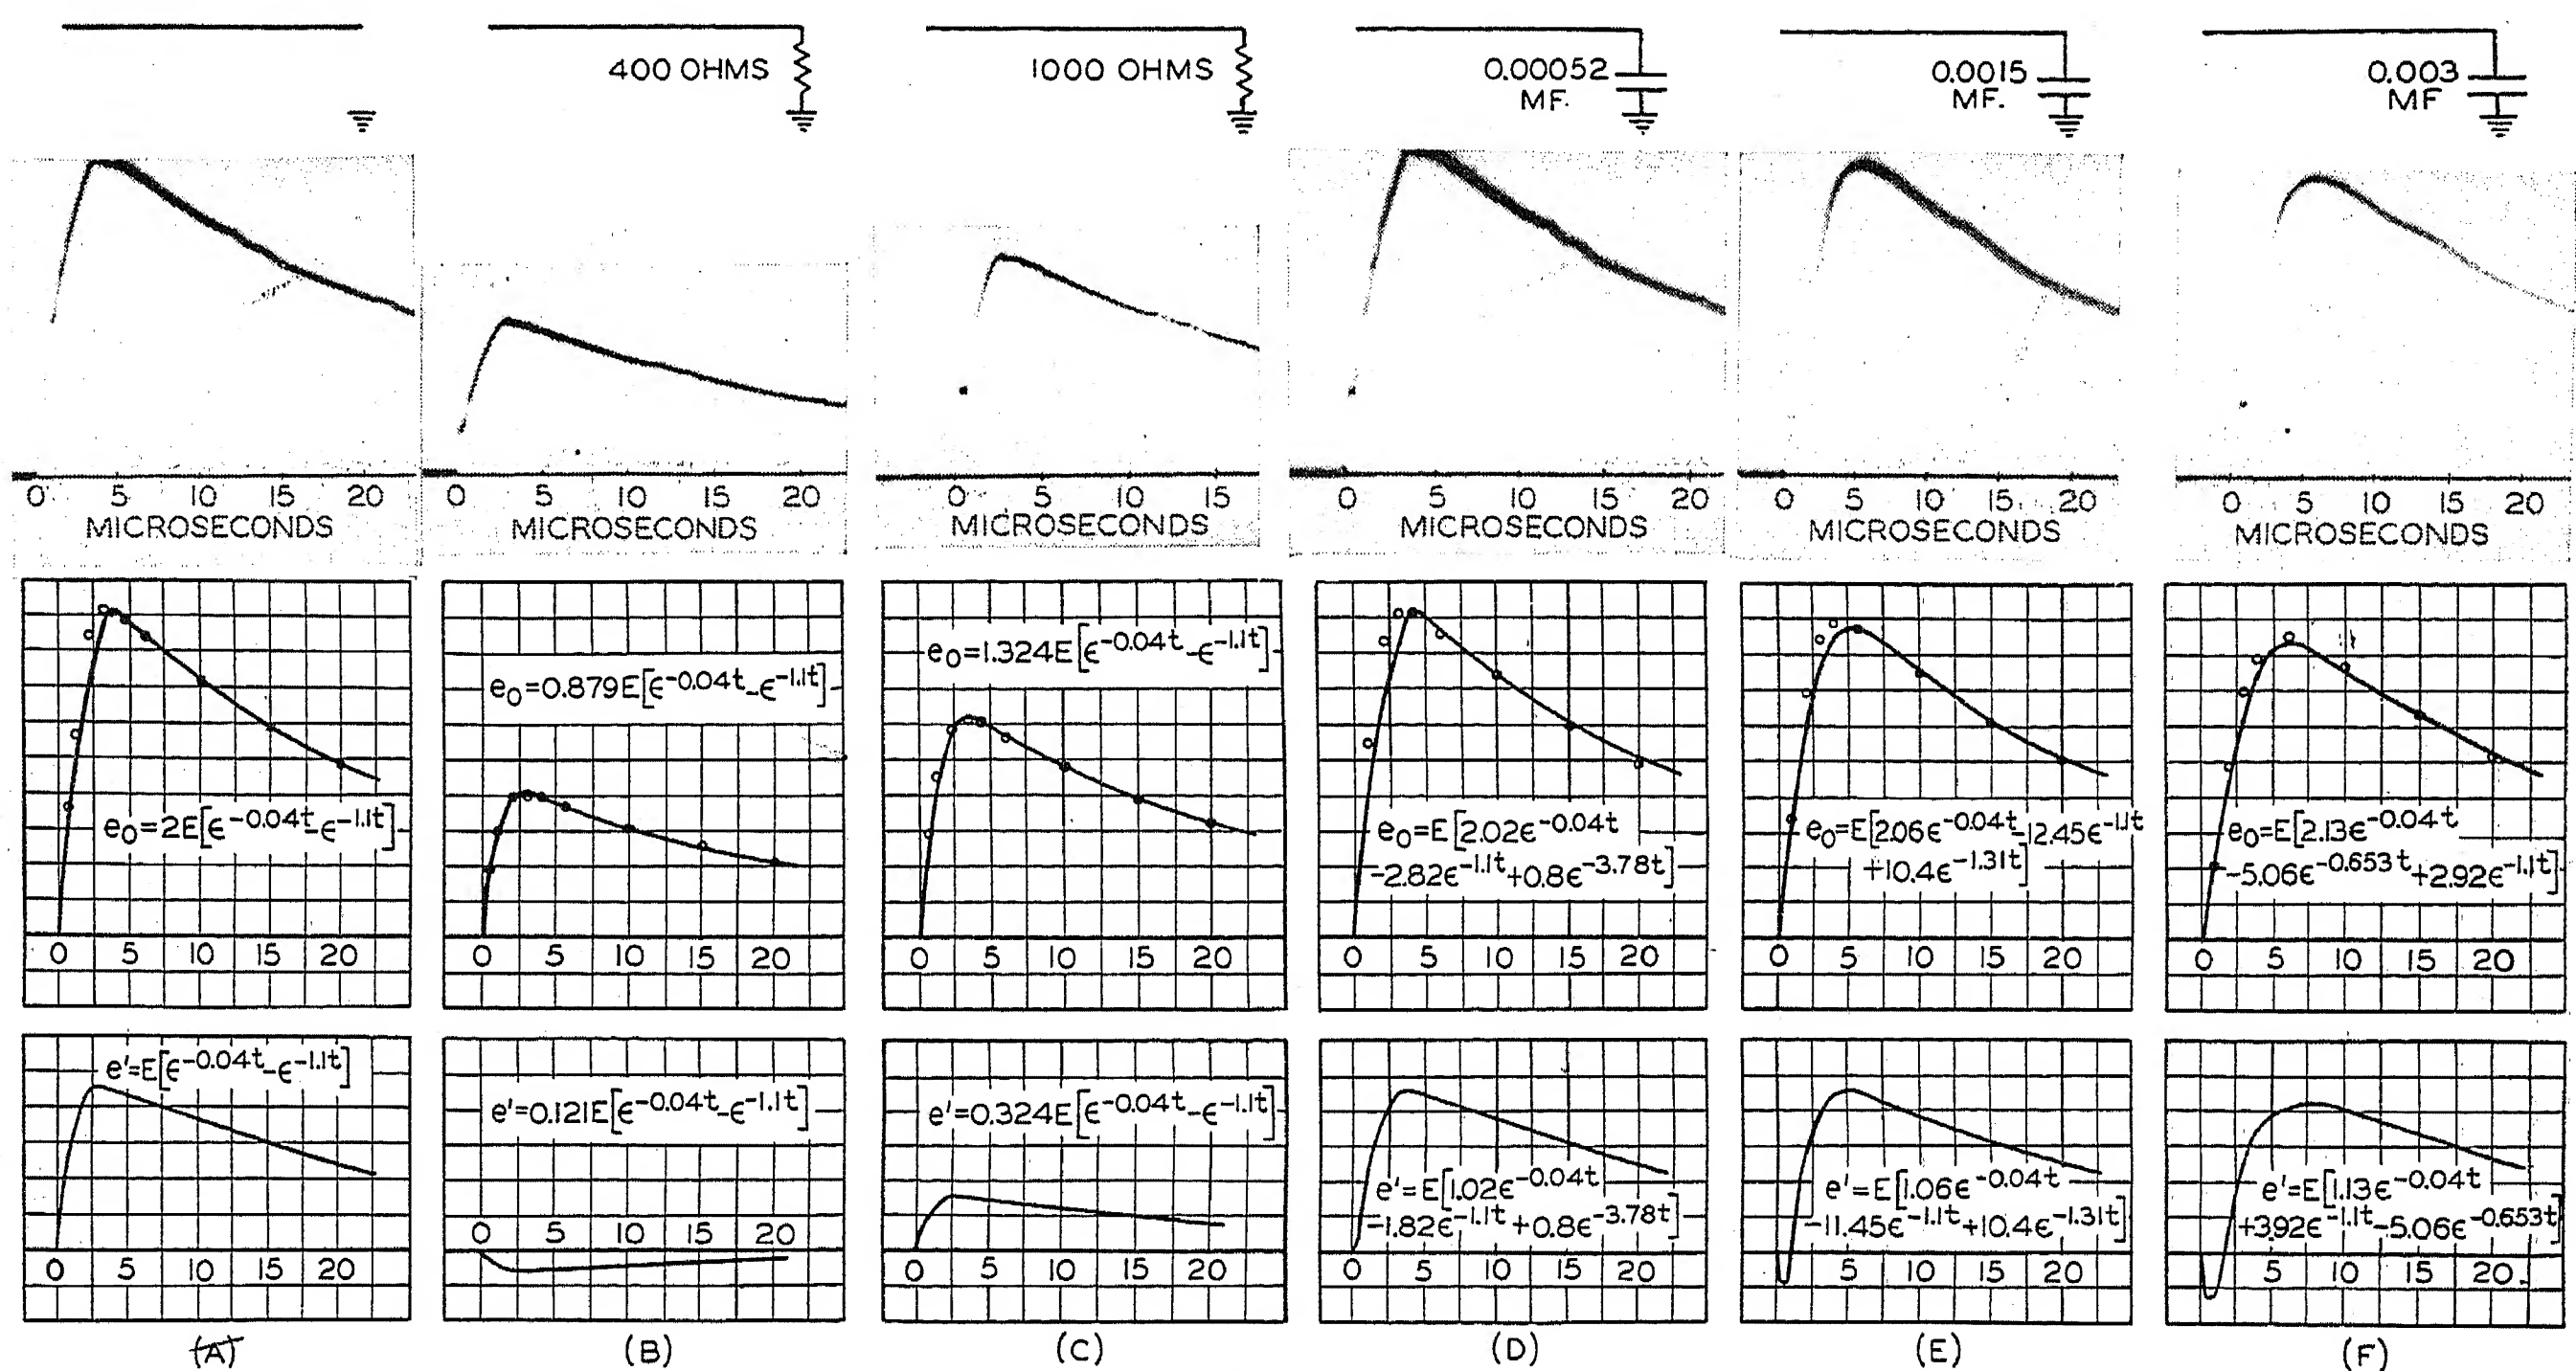 400 OHMS
1000 OHMS
0.00052
MF.
0.0015
MF.
0.003
MF
0 5 10 15 20
MICROSECONDS
0 5 10 15 20
MICROSECONDS
0 5 10 15
MICROSECONDS
0 5 10 15 20
MICROSECONDS
0 5 10 15 20
MICROSECONDS
0 5 10 15 20
MICROSECONDS
e₀=2E[ϵ^-0.04t-ϵ^-1.1t]
0 5 10 15 20
e₀=0.879E[ϵ^-0.04t-ϵ^-1.1t]
0 5 10 15 20
e₀=1.324E[ϵ^-0.04t-ϵ^-1.1t]
0 5 10 15 20
e₀=E[2.02ϵ^-0.04t
-2.82ϵ^-1.1t+0.8ϵ^-3.78t]
0 5 10 15 20
e₀=E[2.06ϵ^-0.04t-12.45ϵ^-1.1t
+10.4ϵ^-1.31t]
0 5 10 15 20
e₀=E[2.13ϵ^-0.04t
-5.06ϵ^-0.653t+2.92ϵ^-1.1t]
0 5 10 15 20
e'=E[ϵ^-0.04t-ϵ^-1.1t]
0 5 10 15 20
e'=0.121E[ϵ^-0.04t-ϵ^-1.1t]
0 5 10 15 20
e'=0.324E[ϵ^-0.04t-ϵ^-1.1t]
0 5 10 15 20
e'=E[1.02ϵ^-0.04t
-1.82ϵ^-1.1t+0.8ϵ^-3.78t]
0 5 10 15 20
e'=E[1.06ϵ^-0.04t
-11.45ϵ^-1.1t+10.4ϵ^-1.31t]
5 10 15 20
e'=E[1.13ϵ^-0.04t
+3.92ϵ^-1.1t-5.06ϵ^-0.653t]
5 10 15 20
(A)
(B)
(C)
(D)
(E)
(F)